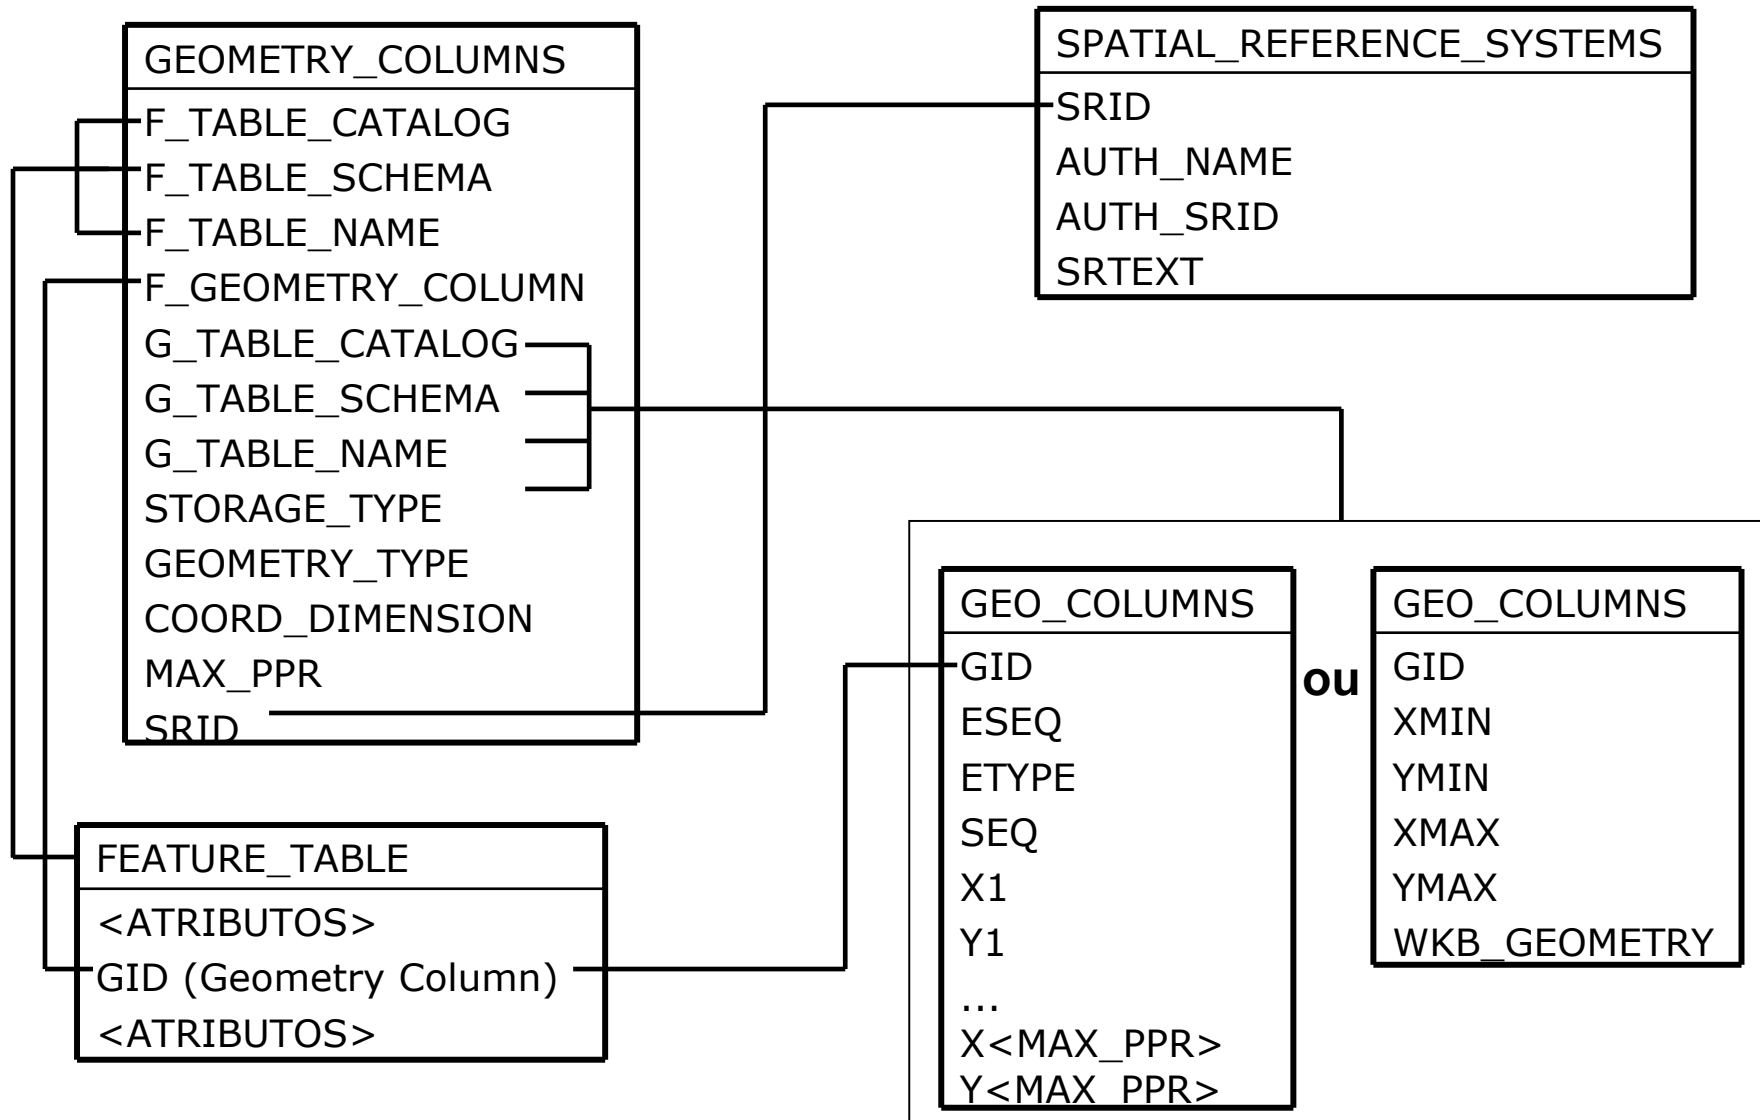 GEOMETRY_COLUMNS
F_TABLE_CATALOG
F_TABLE_SCHEMA
F_TABLE_NAME
F_GEOMETRY_COLUMN
G_TABLE_CATALOG
G_TABLE_SCHEMA
G_TABLE_NAME
STORAGE_TYPE
GEOMETRY_TYPE
COORD_DIMENSION
MAX_PPR
SRID
SPATIAL_REFERENCE_SYSTEMS
SRID
AUTH_NAME
AUTH_SRID
SRTEXT
FEATURE_TABLE
<ATRIBUTOS>
GID (Geometry Column)
<ATRIBUTOS>
GEO_COLUMNS
GID
ESEQ
ETYPE
SEQ
X1
Y1
...
X<MAX_PPR>
Y<MAX_PPR>
ou
GEO_COLUMNS
GID
XMIN
YMIN
XMAX
YMAX
WKB_GEOMETRY